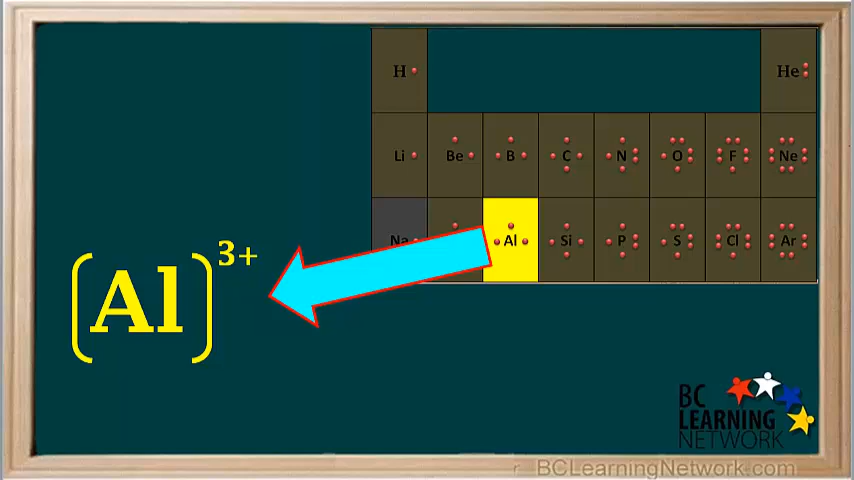 H He
Li Be B C N O F Ne
Na Al Si P S Cl Ar
(Al)3+
BC
LEARNING
NETWORK
BCLearningNetwork.com